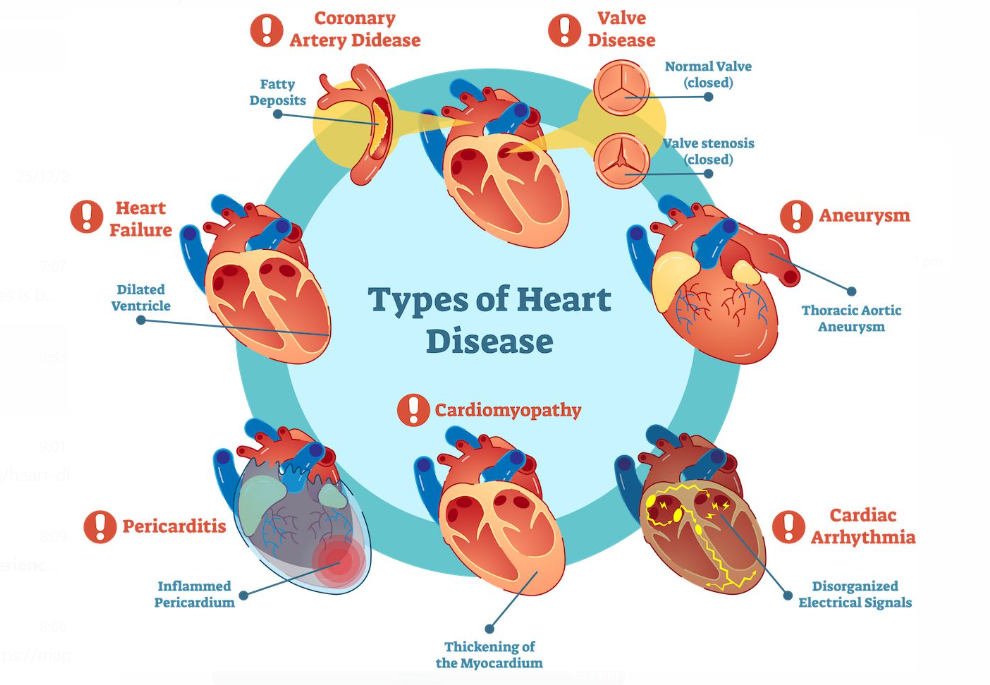 Coronary
Artery Didease
Valve
Disease
Fatty
Deposits
Normal Valve
(closed)
Valve stenosis
(closed)
Heart
Failure
Aneurysm
Dilated
Ventricle
Thoracic Aortic
Aneurysm
Types of Heart
Disease
Cardiomyopathy
Pericarditis
Cardiac
Arrhythmia
Inflammed
Pericardium
Disorganized
Electrical Signals
Thickening of
the Myocardium